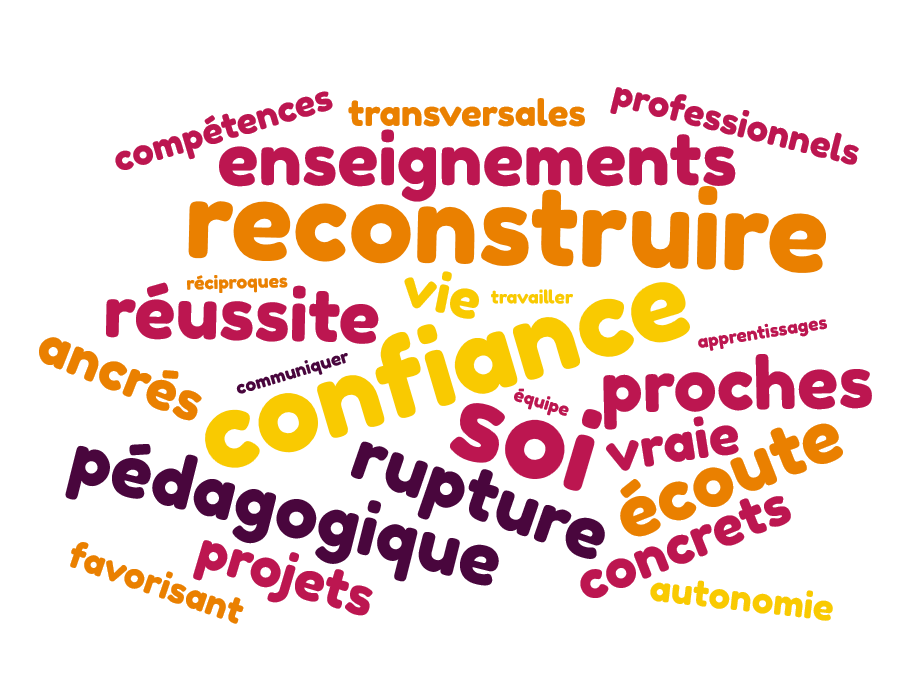 compétences
transversales
professionnels
enseignements
reconstruire
réciproques
vie
travailler
réussite
confiance
apprentissages
ancrés
communiquer
équipe
proches
soi
vraie
écoute
rupture
pédagogique
concrets
projets
favorisant
autonomie